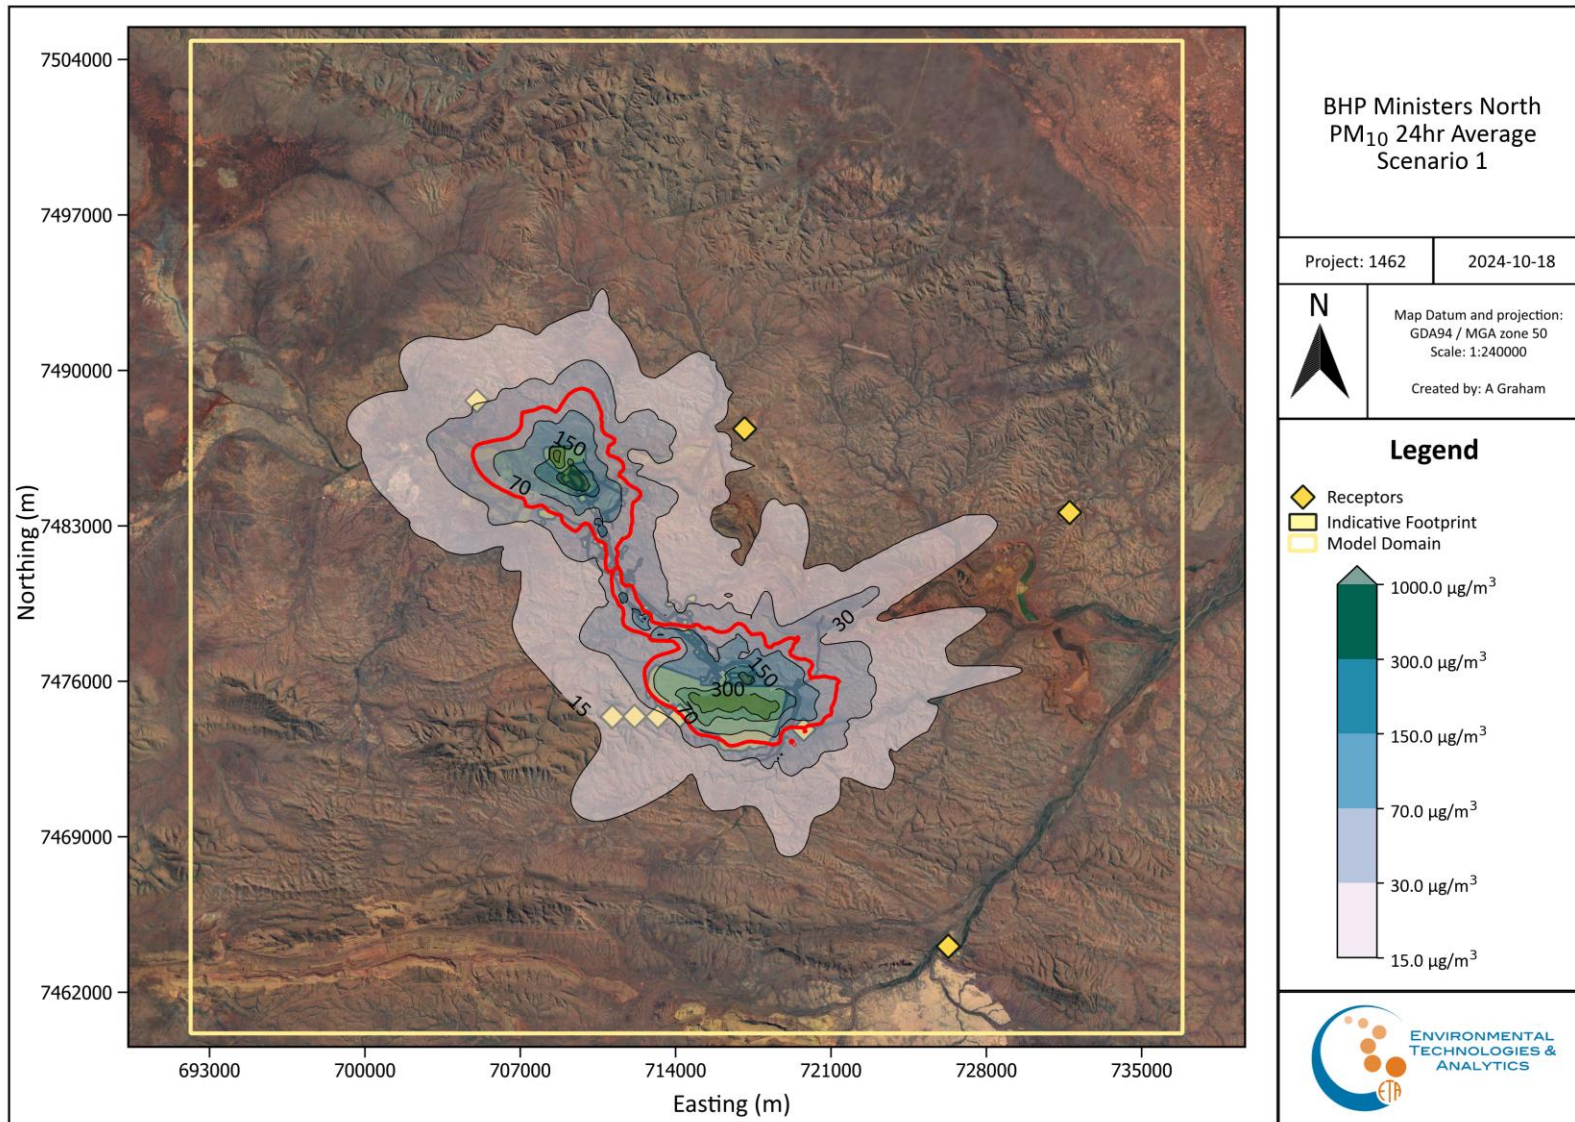 7504000
7497000
7490000
7483000
7476000
7469000
7462000
Northing (m)
693000
700000
707000
714000
721000
728000
735000
Easting (m)
150
70
30
150
300
15
70
BHP Ministers North
PM₁₀ 24hr Average
Scenario 1
Project: 1462
2024-10-18
N
Map Datum and projection:
GDA94 / MGA zone 50
Scale: 1:240000
Created by: A Graham
Legend
Receptors
Indicative Footprint
Model Domain
1000.0 µg/m³
300.0 µg/m³
150.0 µg/m³
70.0 µg/m³
30.0 µg/m³
15.0 µg/m³
ENVIRONMENTAL
TECHNOLOGIES &
ANALYTICS
ETA